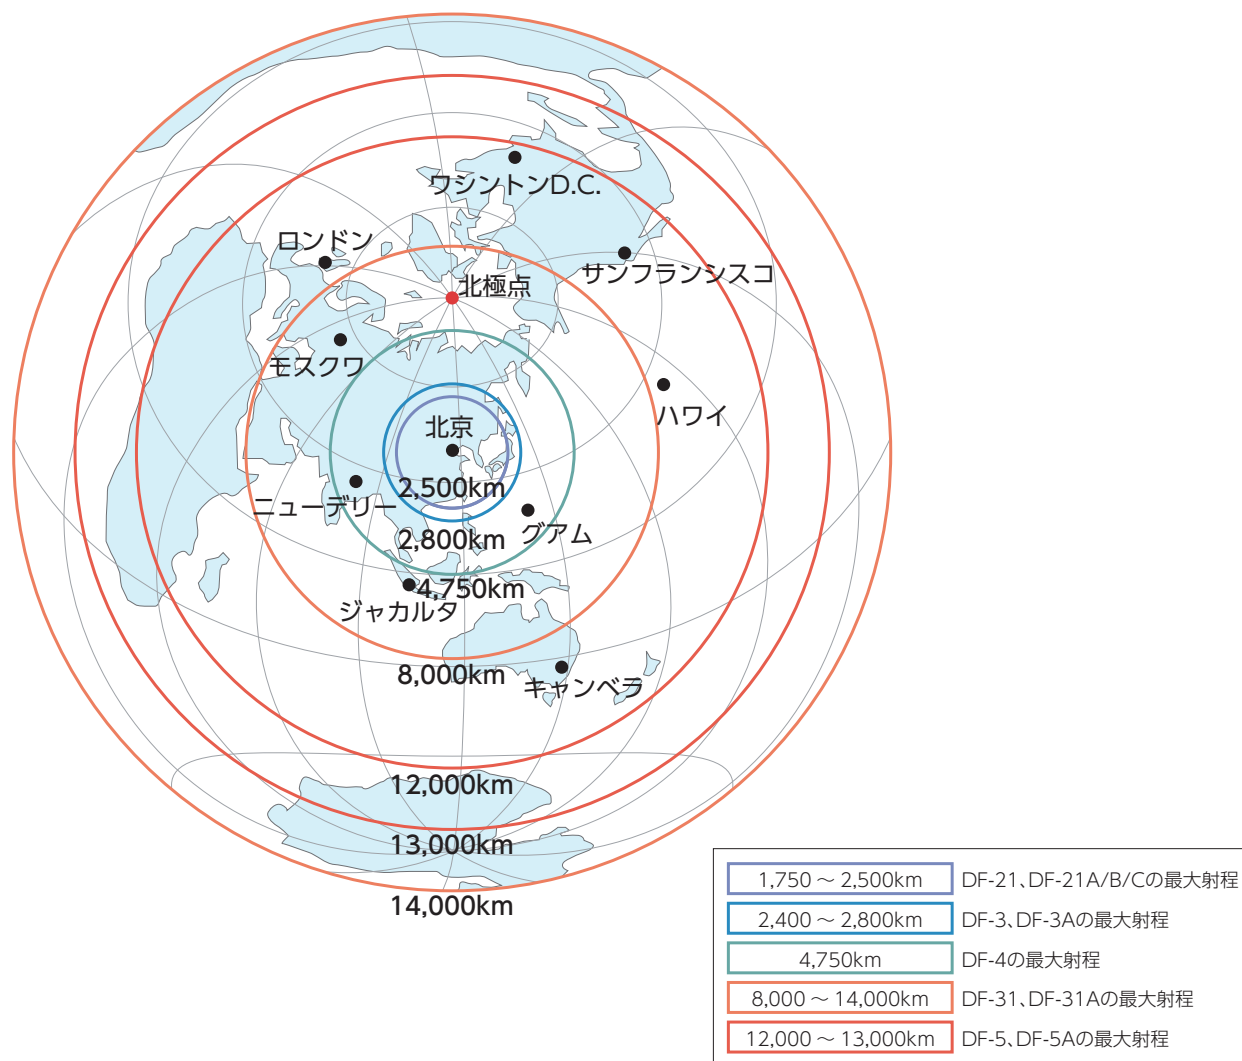 ワシントンD.C.
ロンドン
サンフランシスコ
北極点
モスクワ
ハワイ
北京
2,500km
ニューデリー
グアム
2,800km
4,750km
ジャカルタ
8,000km
キャンベラ
12,000km
13,000km
14,000km
1,750 ～ 2,500km DF-21、DF-21A/B/Cの最大射程
2,400 ～ 2,800km DF-3、DF-3Aの最大射程
4,750km DF-4の最大射程
8,000 ～ 14,000km DF-31、DF-31Aの最大射程
12,000 ～ 13,000km DF-5、DF-5Aの最大射程